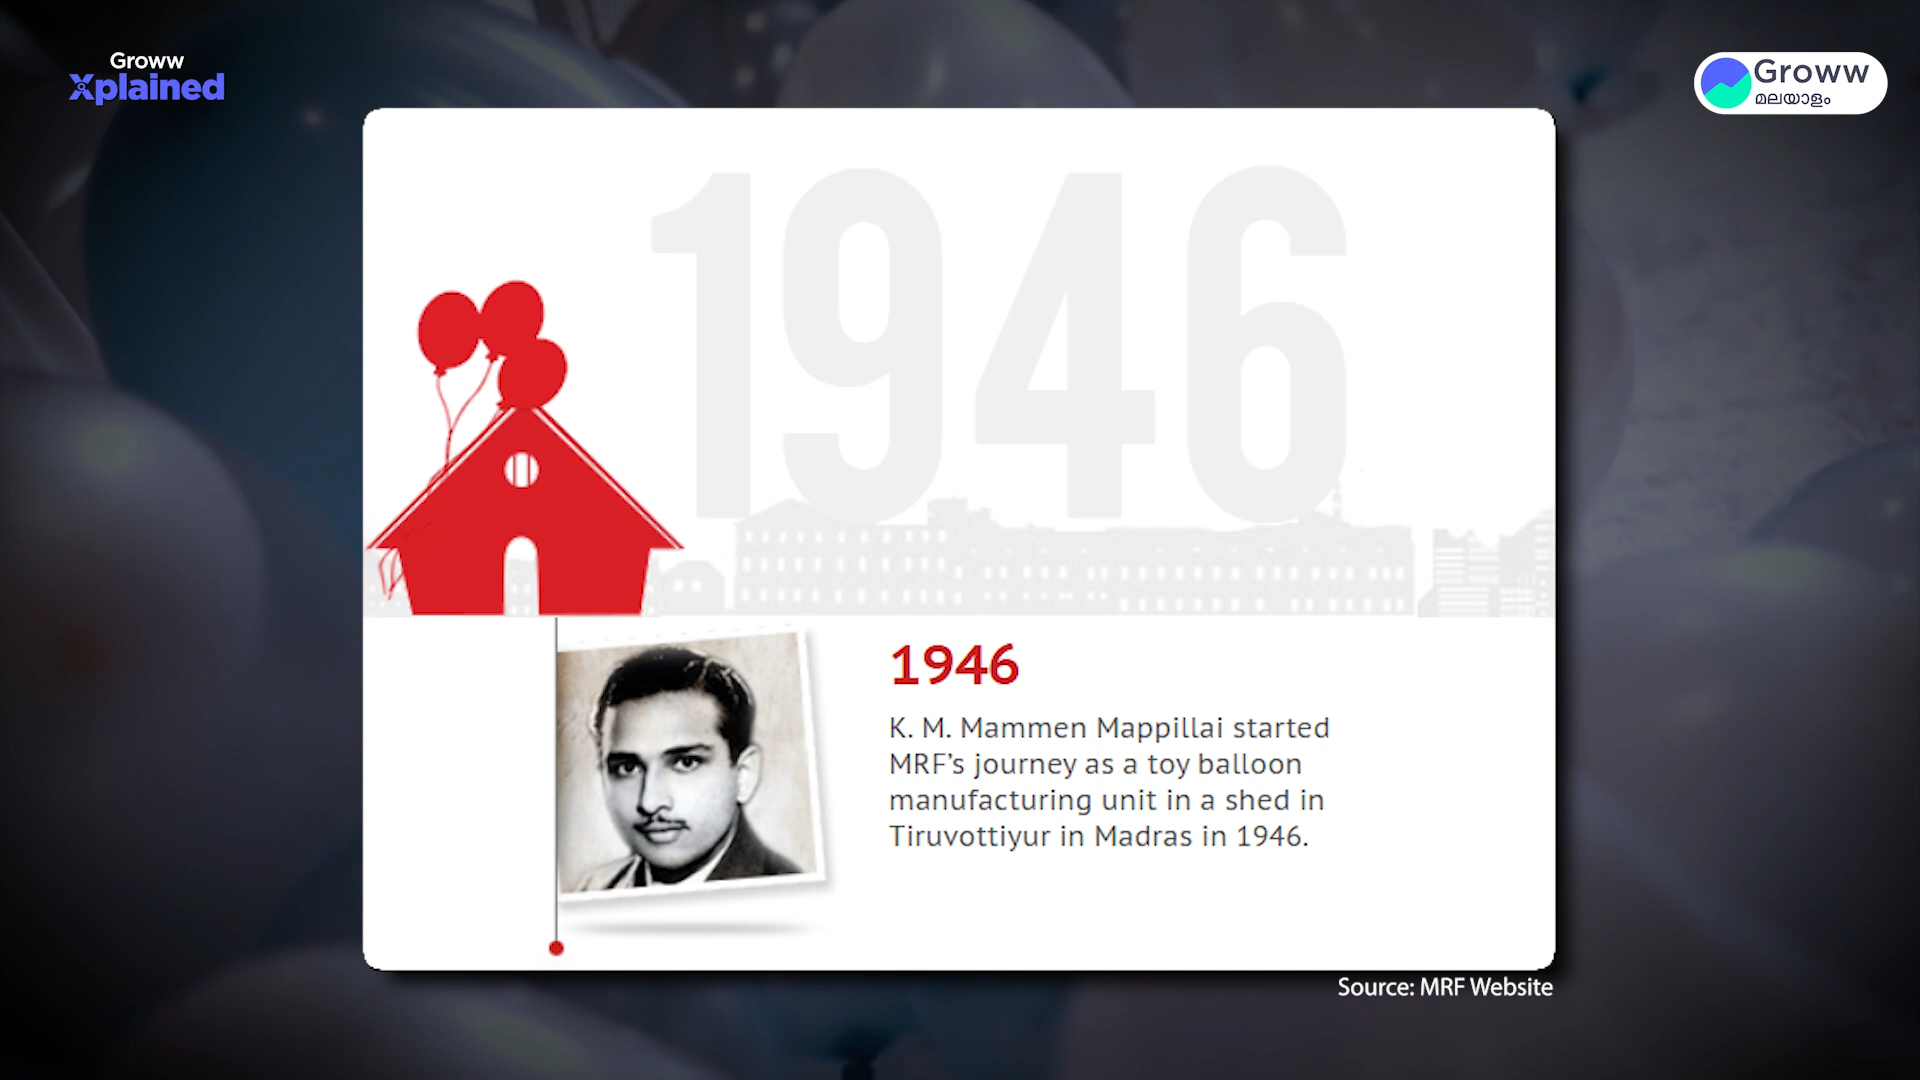 Groww
Xplained
Groww
മലയാളം
1946
1946
K. M. Mammen Mappillai started
MRF’s journey as a toy balloon
manufacturing unit in a shed in
Tiruvottiyur in Madras in 1946.
Source: MRF Website